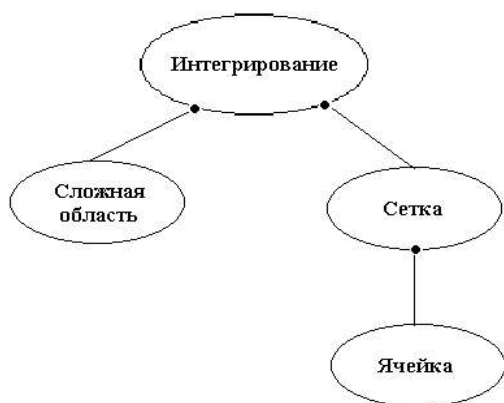 Интегрирование
Сложная
область
Сетка
Ячейка